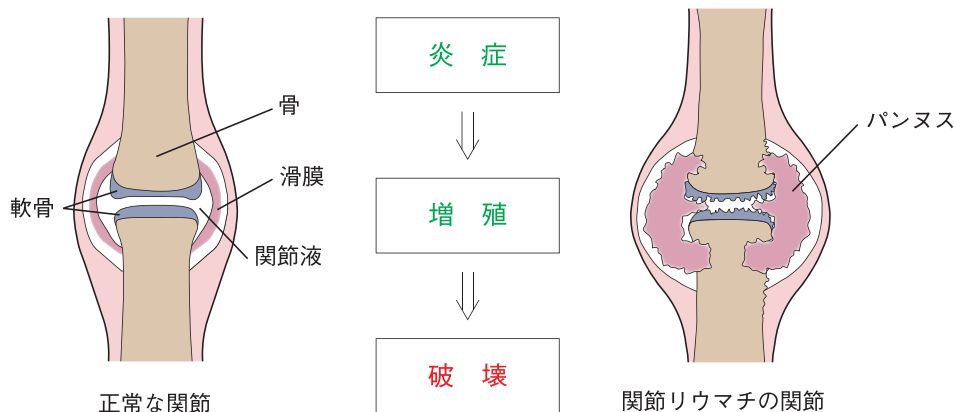 骨
滑膜
軟骨
関節液
正常な関節
炎 症
増 殖
破 壊
パンヌス
関節リウマチの関節